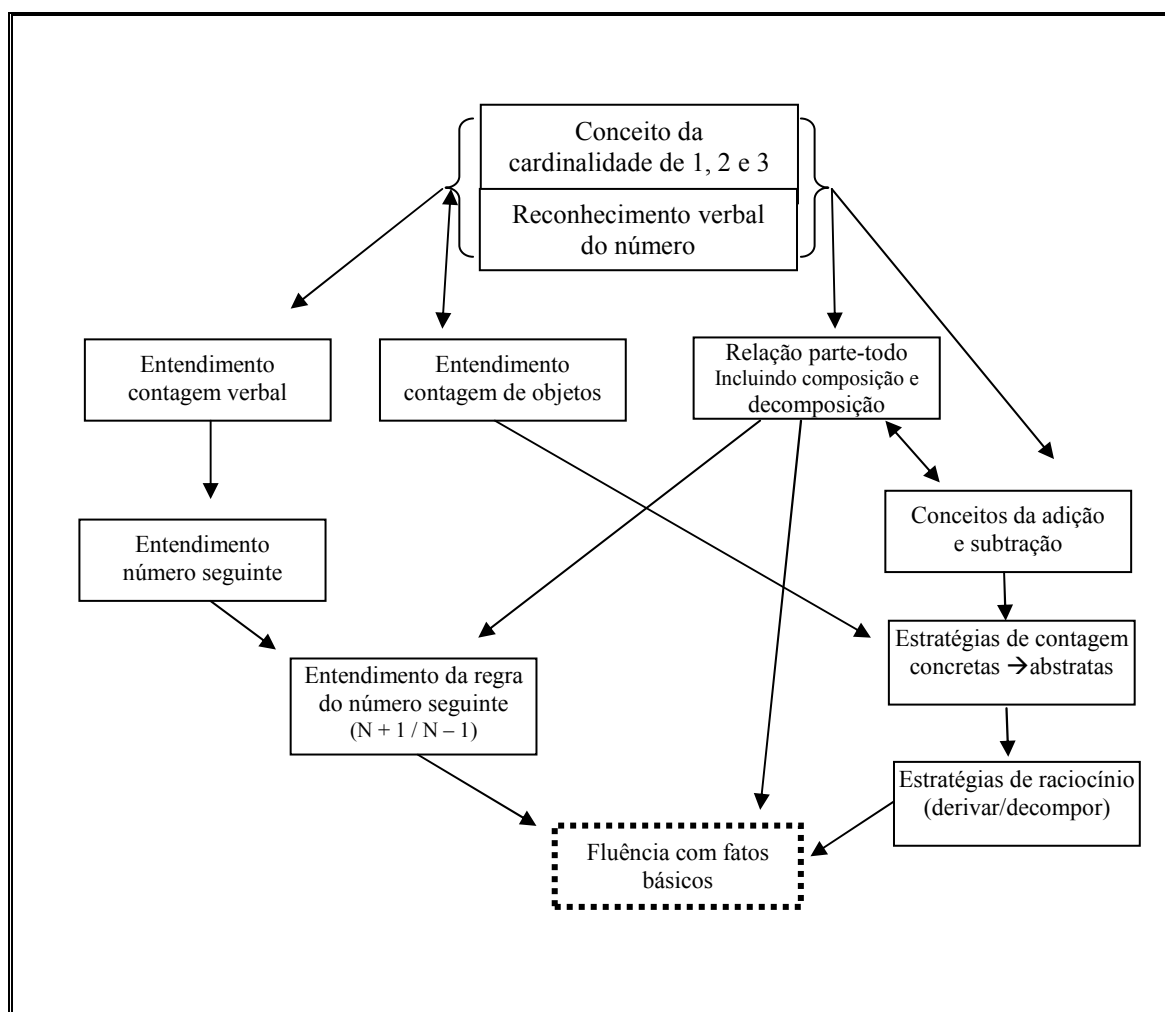 Conceito da
cardinalidade de 1, 2 e 3
Reconhecimento verbal
do número
Entendimento
contagem verbal
Entendimento
contagem de objetos
Relação parte-todo
Incluindo composição e
decomposição
Entendimento
número seguinte
Conceitos da adição
e subtração
Entendimento da regra
do número seguinte
(N + 1 / N – 1)
Estratégias de contagem
concretas →abstratas
Estratégias de raciocínio
(derivar/decompor)
Fluência com fatos
básicos